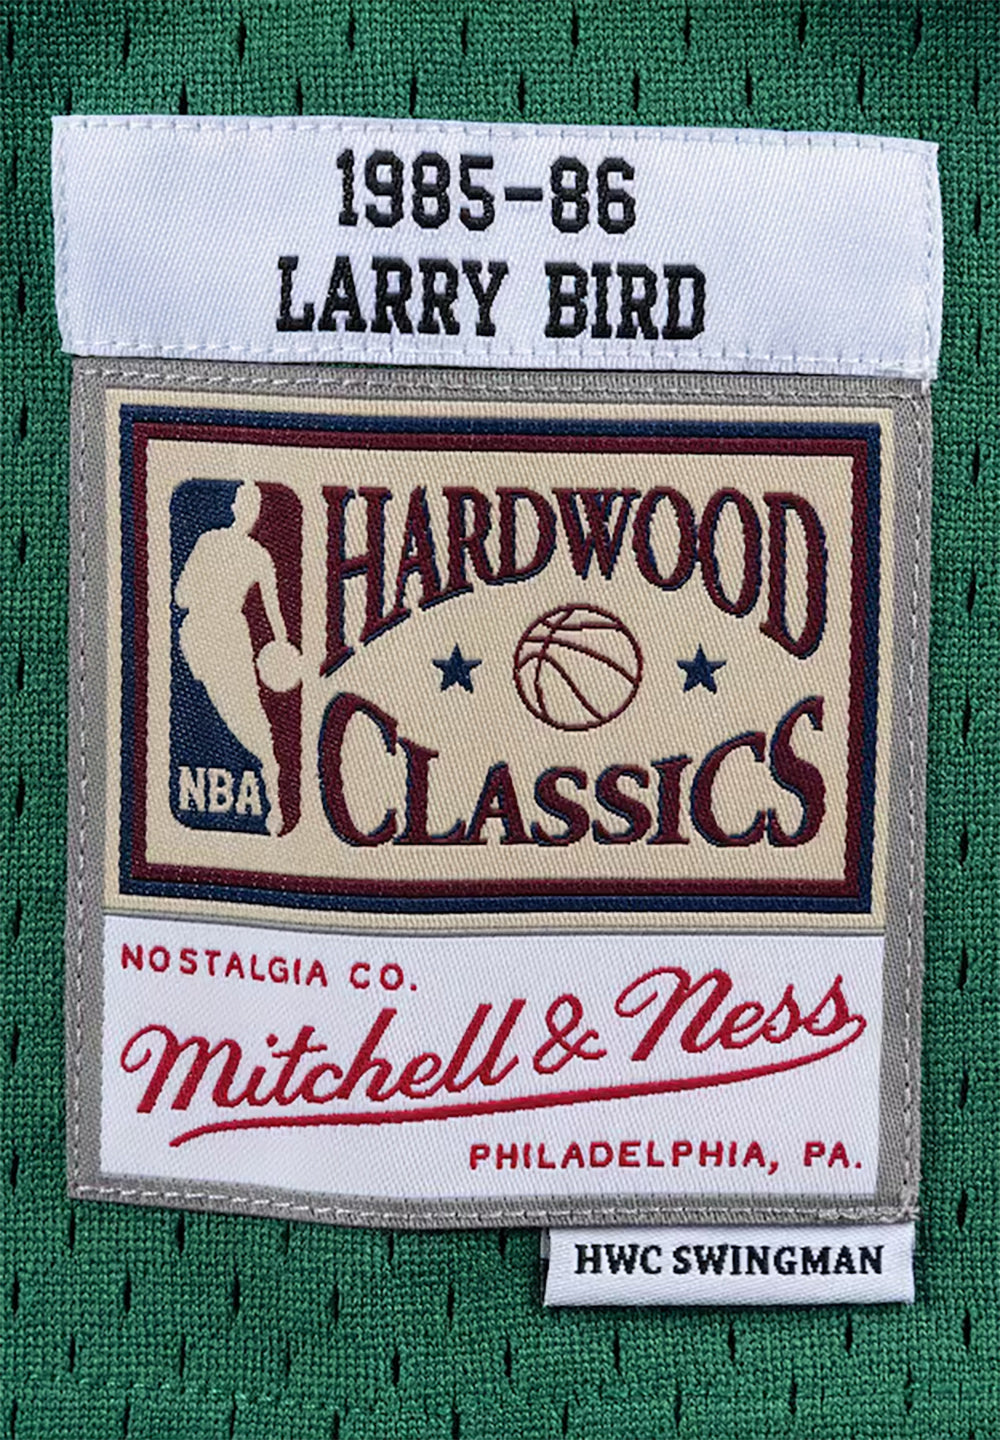 1985-86
LARRY BIRD
HARDWOOD
CLASSICS
NBA
NOSTALGIA CO.
Mitchell & Ness
PHILADELPHIA, PA.
HWC SWINGMAN